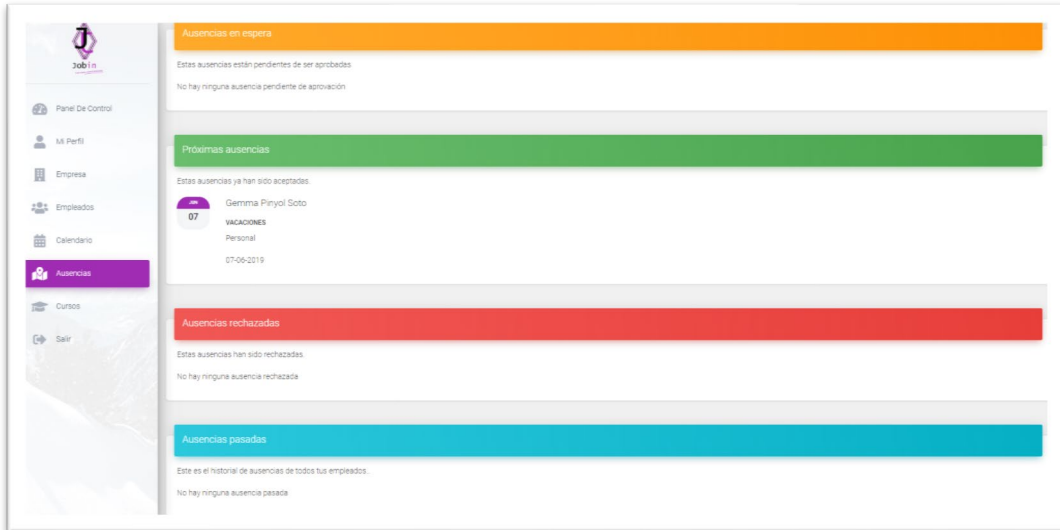 J
Jobin
Panel De Control
Mi Perfil
Empresa
Empleados
Calendario
Ausencias
Cursos
Salir
Ausencias en espera
Estas ausencias están pendientes de ser aprobadas
No hay ninguna ausencia pendiente de aprovación
Próximas ausencias
Estas ausencias ya han sido aceptadas.
JUN
07
Gemma Pinyol Soto
VACACIONES
Personal
07-06-2019
Ausencias rechazadas
Estas ausencias han sido rechazadas.
No hay ninguna ausencia rechazada
Ausencias pasadas
Este es el historial de ausencias de todos tus empleados..
No hay ninguna ausencia pasada